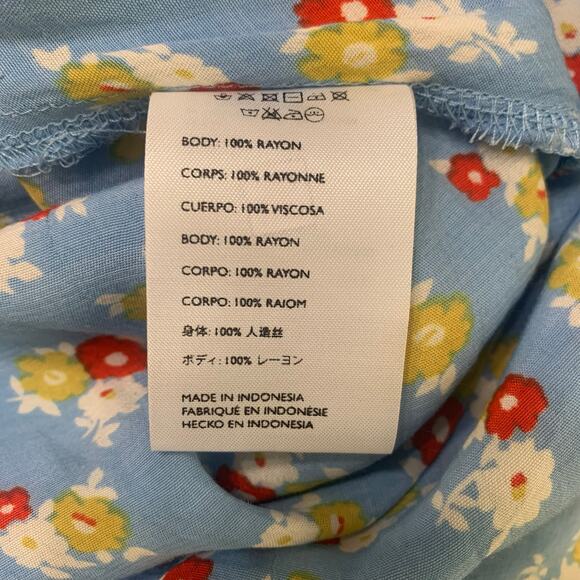 BODY: 100% RAYON
CORPS: 100% RAYONNE
CUERPO: 100% VISCOSA
BODY: 100% RAYON
CORPO: 100% RAYON
CORPO: 100% RAIOM
身体: 100% 人造丝
ボディ: 100% レーヨン
MADE IN INDONESIA
FABRIQUÉ EN INDONÉSIE
HECKO EN INDONESIA